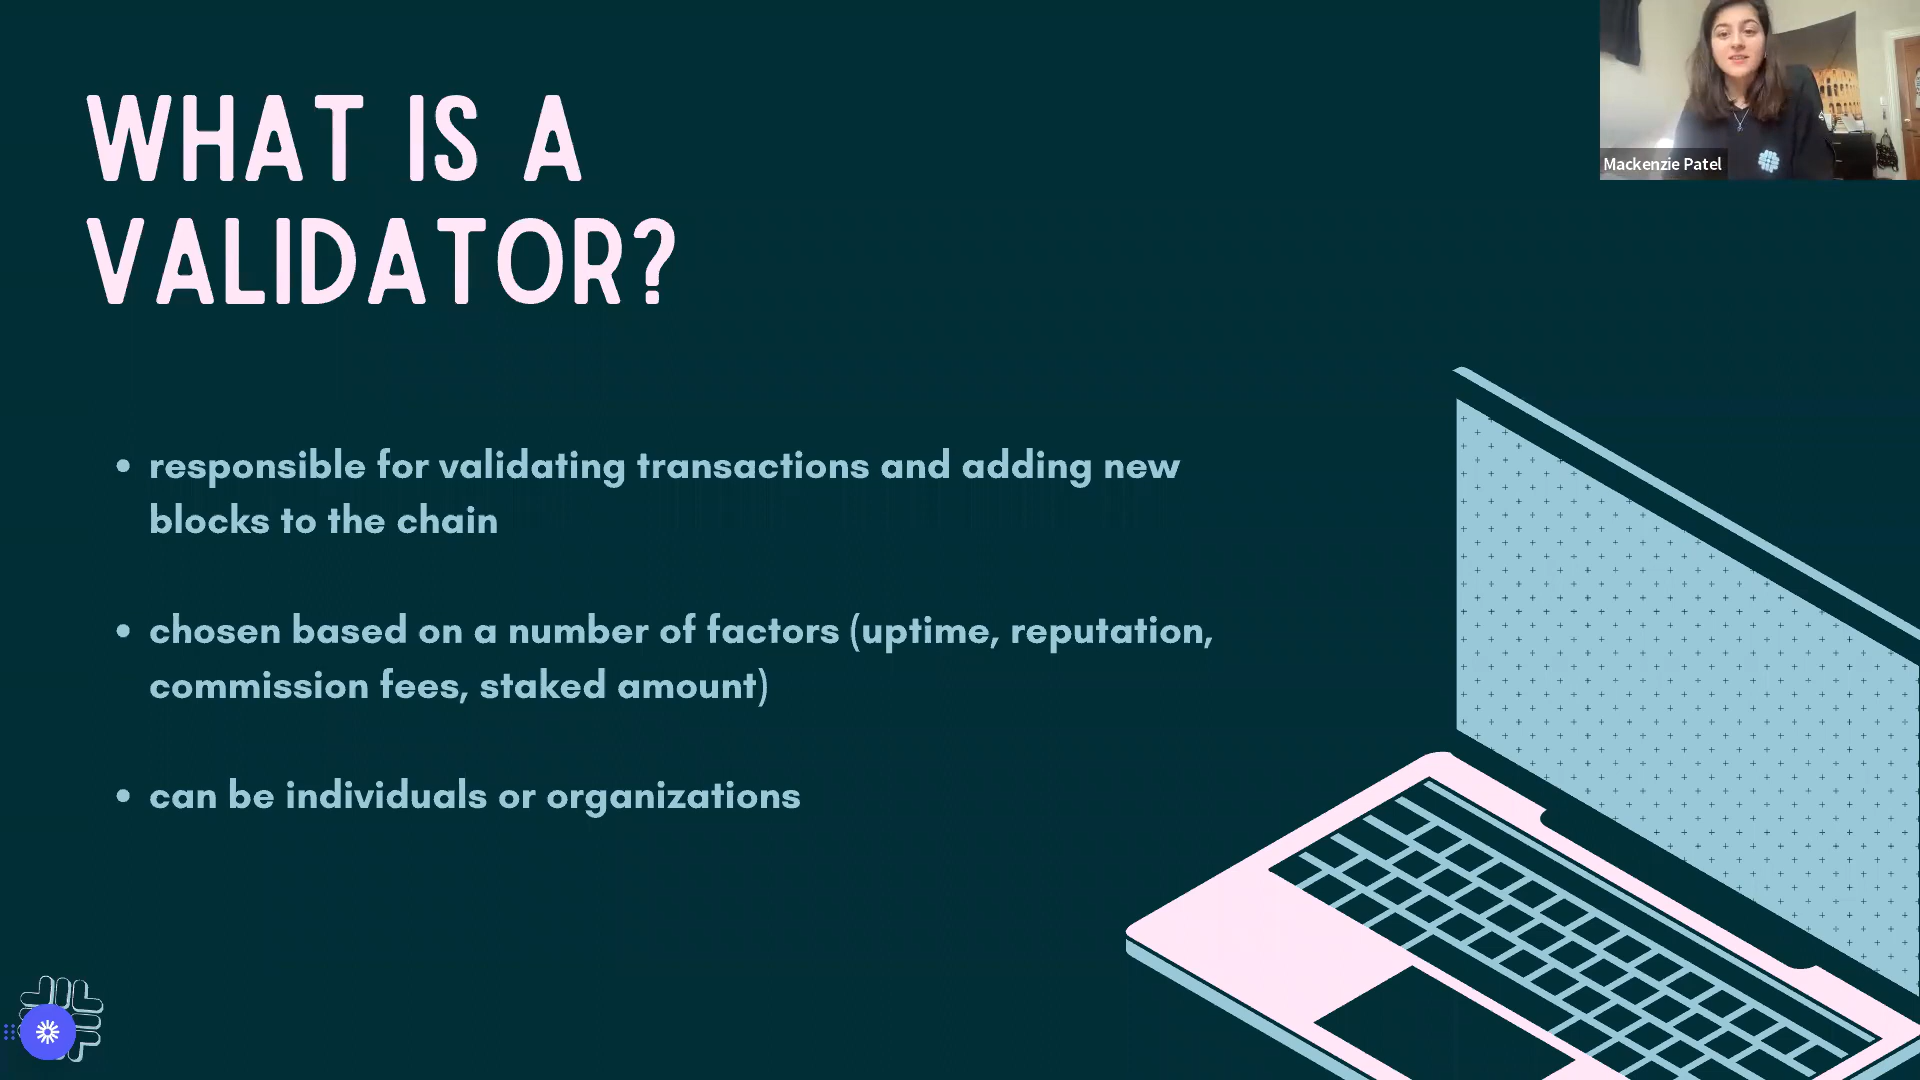 WHAT IS A
VALIDATOR?
Mackenzie Patel
• responsible for validating transactions and adding new
blocks to the chain
• chosen based on a number of factors (uptime, reputation,
commission fees, staked amount)
• can be individuals or organizations